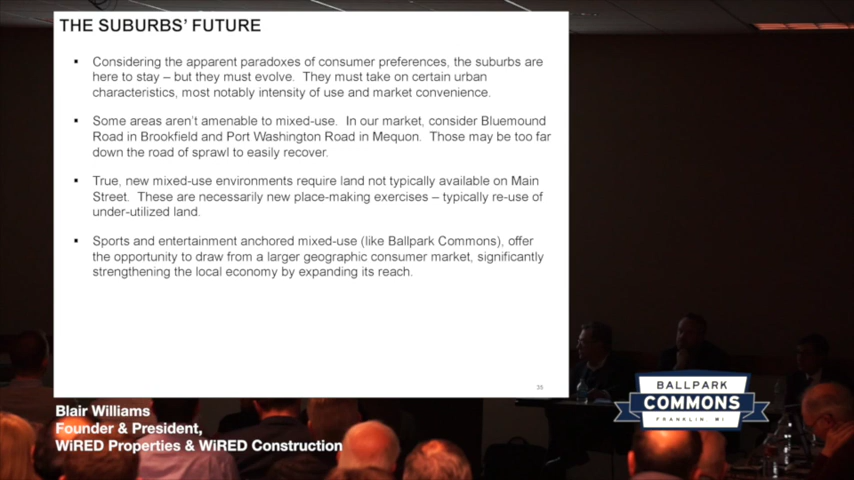 THE SUBURBS' FUTURE
▪ Considering the apparent paradoxes of consumer preferences, the suburbs are
here to stay – but they must evolve. They must take on certain urban
characteristics, most notably intensity of use and market convenience.
▪ Some areas aren't amenable to mixed-use. In our market, consider Bluemound
Road in Brookfield and Port Washington Road in Mequon. Those may be too far
down the road of sprawl to easily recover.
▪ True, new mixed-use environments require land not typically available on Main
Street. These are necessarily new place-making exercises – typically re-use of
under-utilized land.
▪ Sports and entertainment anchored mixed-use (like Ballpark Commons), offer
the opportunity to draw from a larger geographic consumer market, significantly
strengthening the local economy by expanding its reach.
36
Blair Williams
Founder & President,
WiRED Properties & WiRED Construction
BALLPARK
COMMONS
FRANKLIN, WI